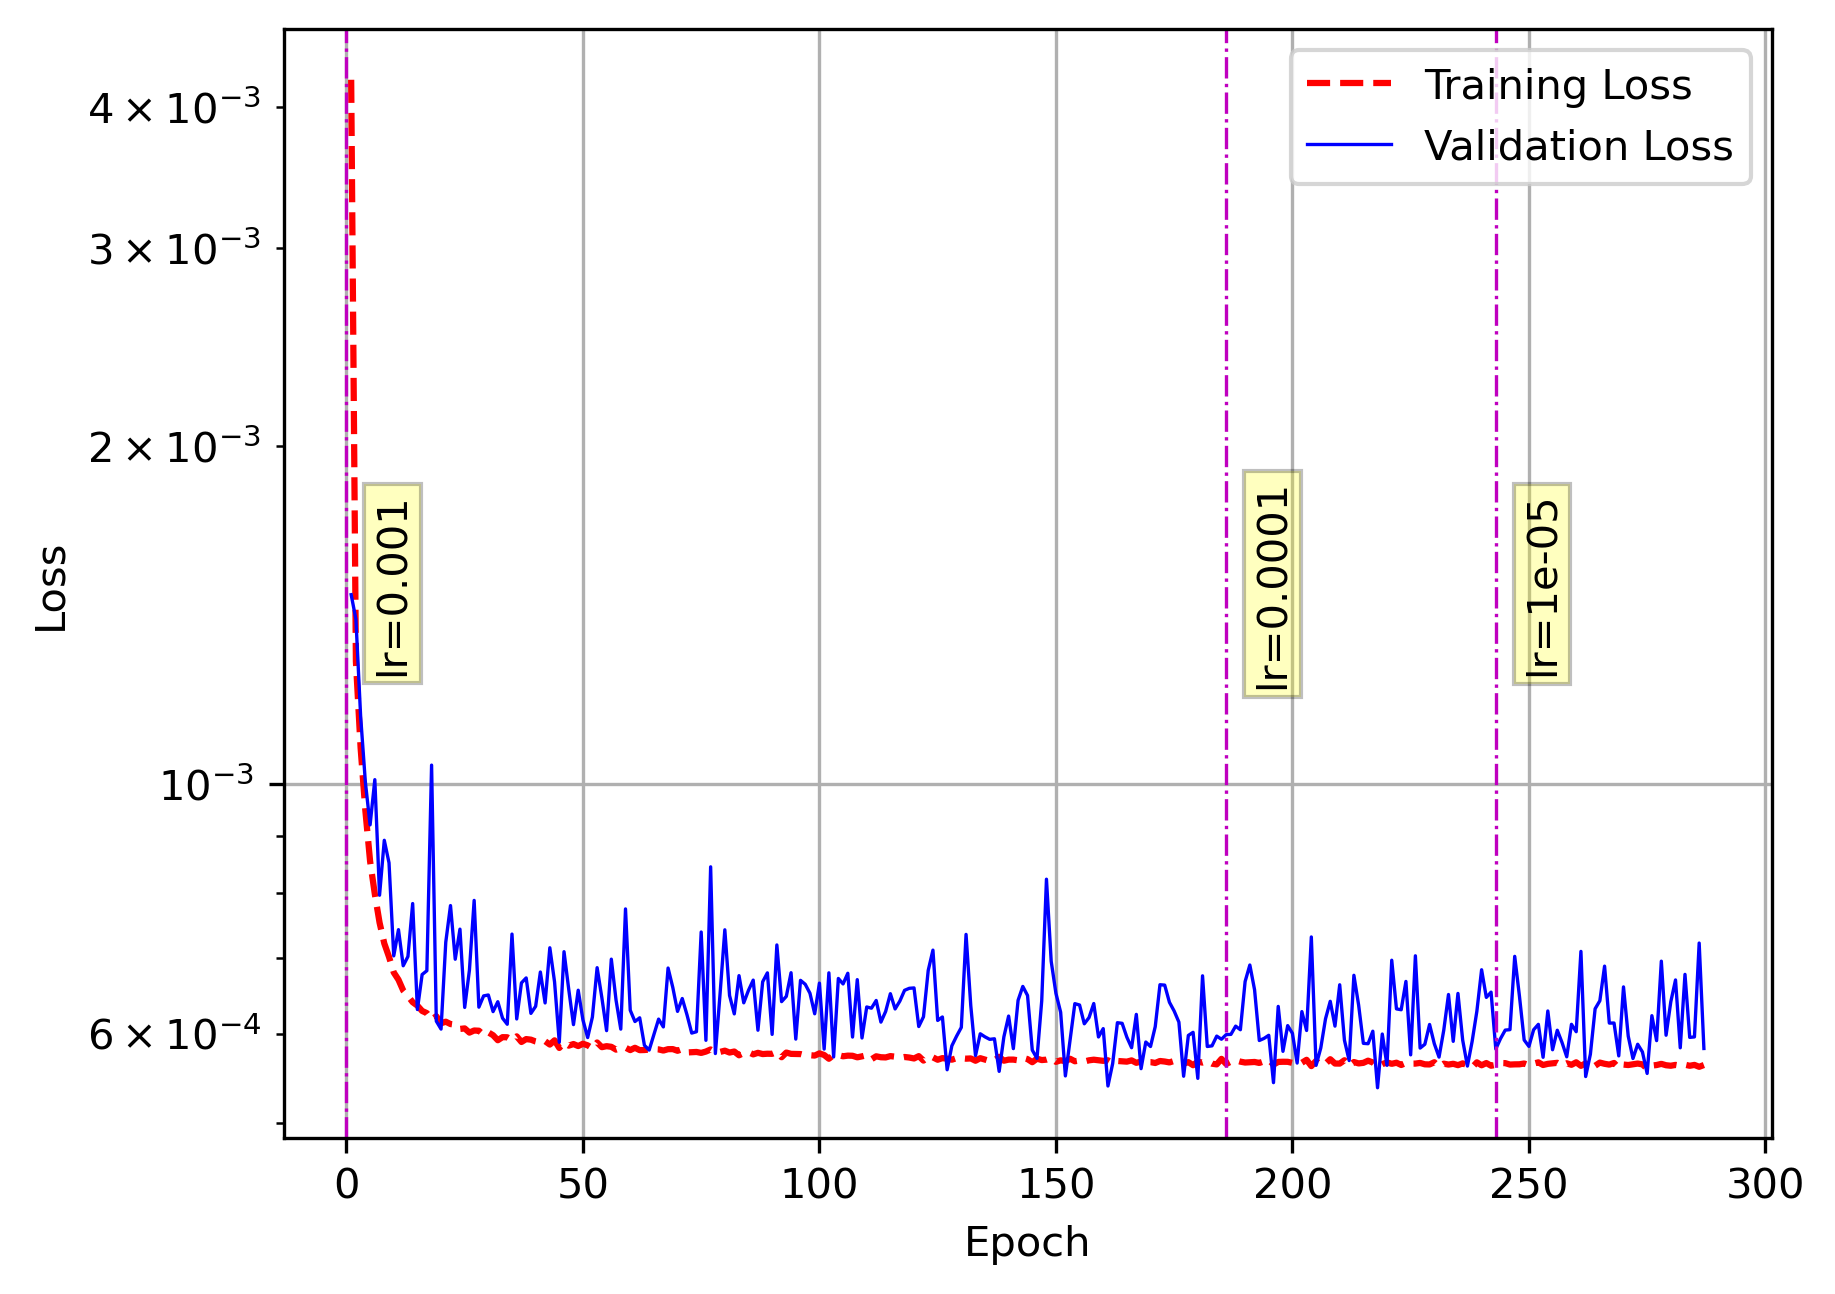 Training Loss
Validation Loss
4 × 10⁻³
3 × 10⁻³
2 × 10⁻³
10⁻³
6 × 10⁻⁴
Loss
lr=0.001
lr=0.0001
lr=1e-05
0 50 100 150 200 250 300
Epoch